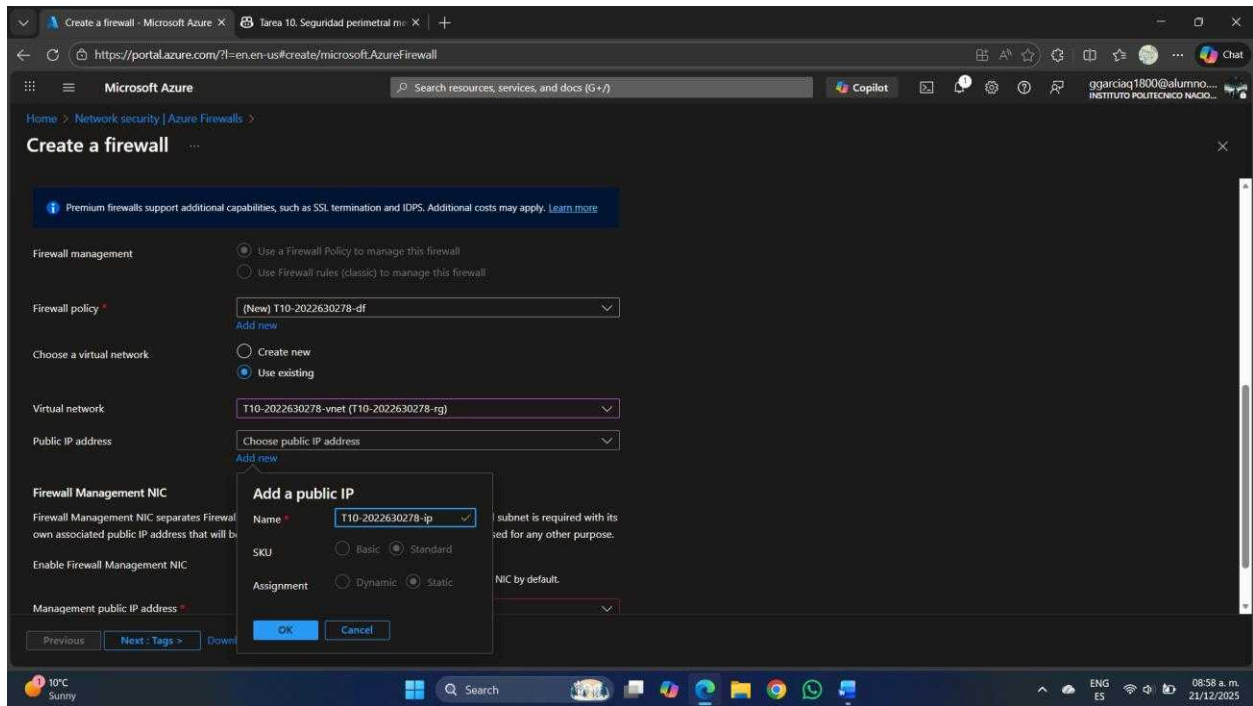 Create a firewall - Microsoft Azure
Tarea 10. Seguridad perimetral me
https://portal.azure.com/?l=en.en-us#create/microsoft.AzureFirewall
Chat
Microsoft Azure
Search resources, services, and docs (G+/)
Copilot
ggarciaq1800@alumno....
INSTITUTO POLITECNICO NACIO...
Home > Network security | Azure Firewalls >
Create a firewall ...
Premium firewalls support additional capabilities, such as SSL termination and IDPS. Additional costs may apply. Learn more
Firewall management
Use a Firewall Policy to manage this firewall
Use Firewall rules (classic) to manage this firewall
Firewall policy *
(New) T10-2022630278-df
Add new
Choose a virtual network
Create new
Use existing
Virtual network
T10-2022630278-vnet (T10-2022630278-rg)
Public IP address
Choose public IP address
Add new
Firewall Management NIC
Firewall Management NIC separates Firewal
subnet is required with its
own associated public IP address that will b
sed for any other purpose.
Enable Firewall Management NIC
NIC by default.
Management public IP address *
Add a public IP
Name *
T10-2022630278-ip
SKU
Basic
Standard
Assignment
Dynamic
Static
OK
Cancel
Previous
Next : Tags >
Downl
1
10°C
Sunny
Search
ENG
ES
08:58 a. m.
21/12/2025